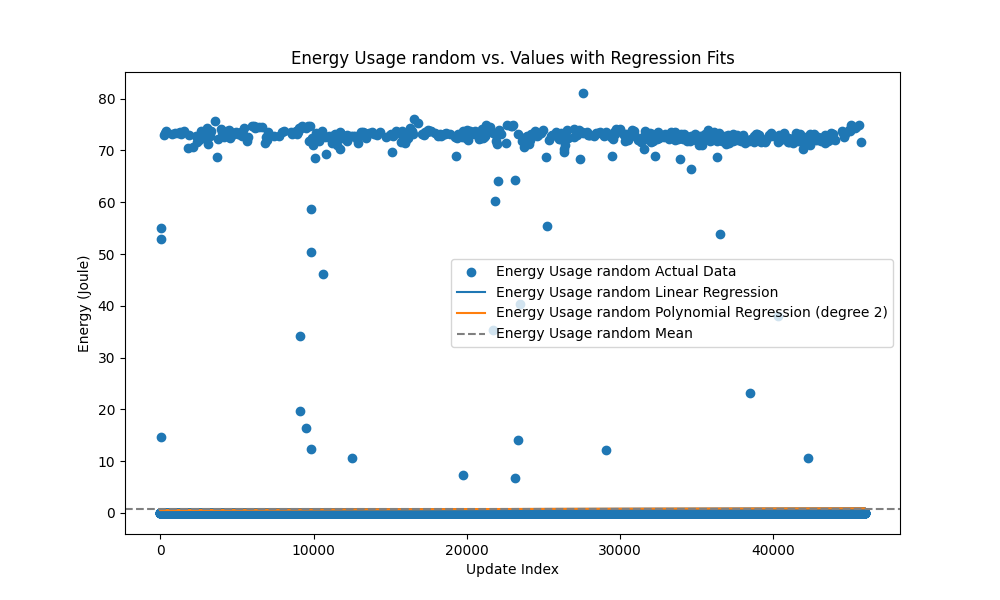 Energy Usage random vs. Values with Regression Fits
80
70
60
50
40
30
20
10
0
Energy (Joule)
Energy Usage random Actual Data
Energy Usage random Linear Regression
Energy Usage random Polynomial Regression (degree 2)
Energy Usage random Mean
0 10000 20000 30000 40000
Update Index